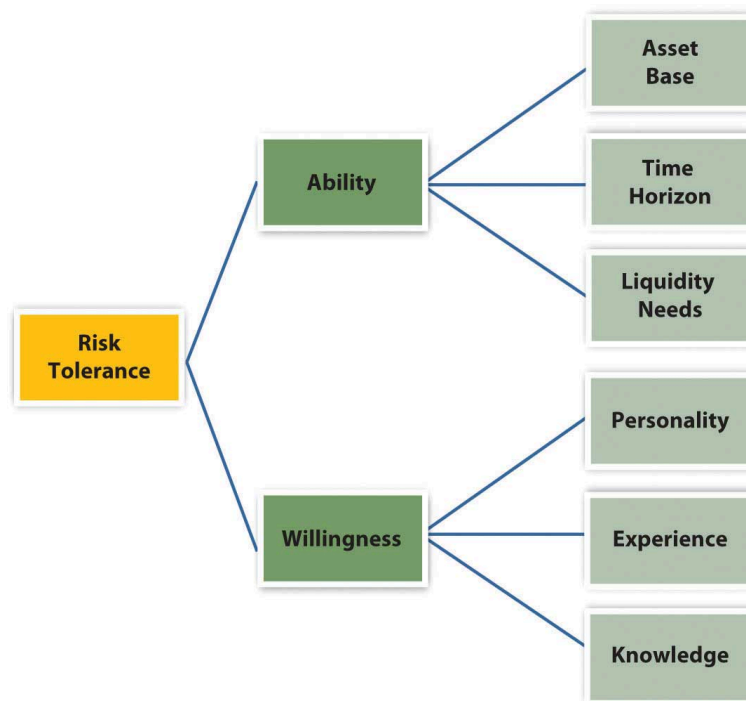 Risk
Tolerance
Ability
Asset
Base
Time
Horizon
Liquidity
Needs
Willingness
Personality
Experience
Knowledge